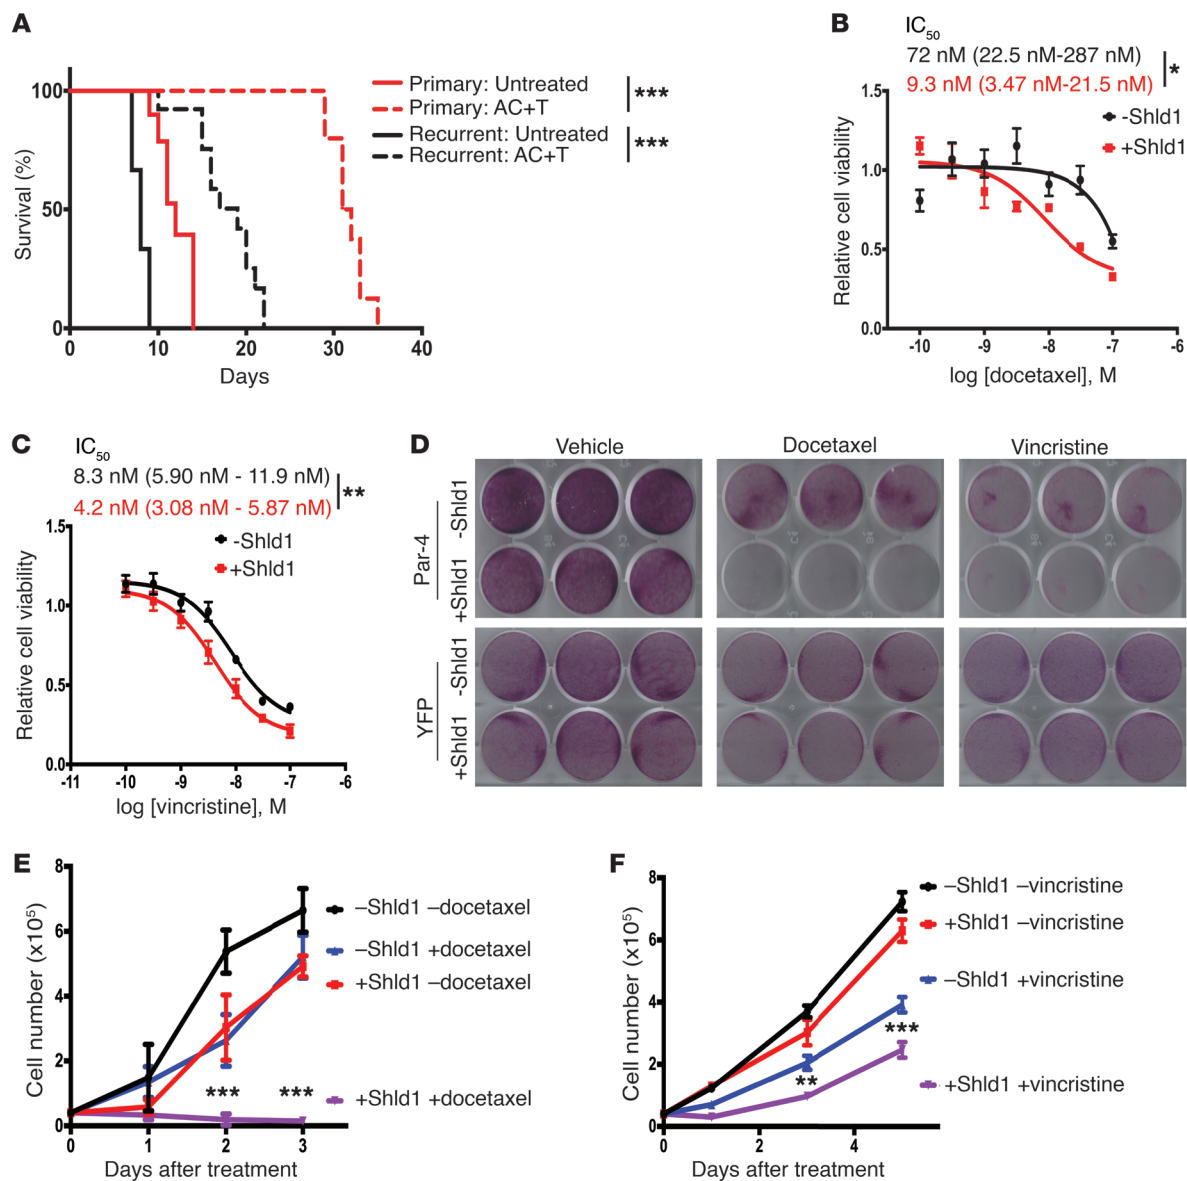 A
Survival (%)
100
50
0
0 10 20 30 40
Days
Primary: Untreated
Primary: AC+T
***
Recurrent: Untreated
Recurrent: AC+T
***
B
IC50
72 nM (22.5 nM-287 nM)
9.3 nM (3.47 nM-21.5 nM)
*
-Shld1
+Shld1
Relative cell viability
1.5
1.0
0.5
0.0
-10 -9 -8 -7 -6
log [docetaxel], M
C
IC50
8.3 nM (5.90 nM - 11.9 nM)
4.2 nM (3.08 nM - 5.87 nM)
**
-Shld1
+Shld1
Relative cell viability
1.5
1.0
0.5
0.0
-11 -10 -9 -8 -7 -6
log [vincristine], M
D
Vehicle Docetaxel Vincristine
Par-4
-Shld1
+Shld1
YFP
-Shld1
+Shld1
E
Cell number (x10⁵)
8
6
4
2
0
0 1 2 3
Days after treatment
–Shld1 –docetaxel
–Shld1 +docetaxel
+Shld1 –docetaxel
+Shld1 +docetaxel
*** ***
F
Cell number (x10⁵)
8
6
4
2
0
0 2 4
Days after treatment
–Shld1 –vincristine
+Shld1 –vincristine
–Shld1 +vincristine
+Shld1 +vincristine
***
**